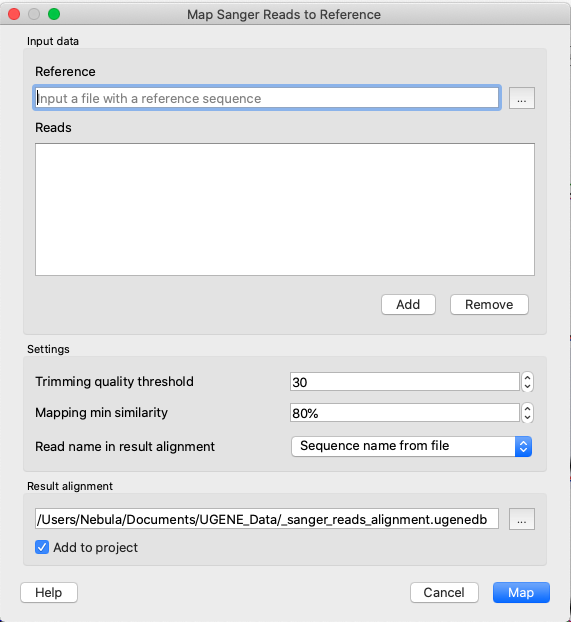 Map Sanger Reads to Reference
Input data
Reference
Input a file with a reference sequence
...
Reads
Add
Remove
Settings
Trimming quality threshold
30
Mapping min similarity
80%
Read name in result alignment
Sequence name from file
Result alignment
/Users/Nebula/Documents/UGENE_Data/_sanger_reads_alignment.ugenedb
...
Add to project
Help
Cancel
Map